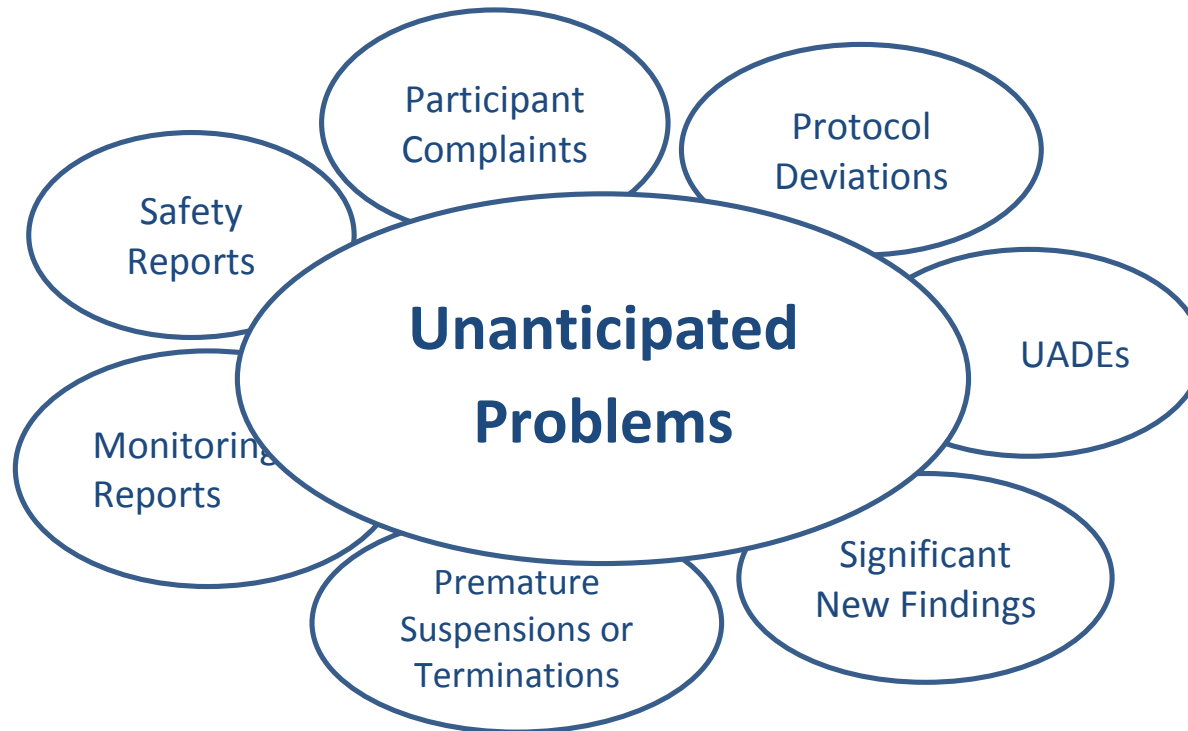 Participant
Complaints
Protocol
Deviations
Safety
Reports
Unanticipated
Problems
UADEs
Monitoring
Reports
Significant
New Findings
Premature
Suspensions or
Terminations